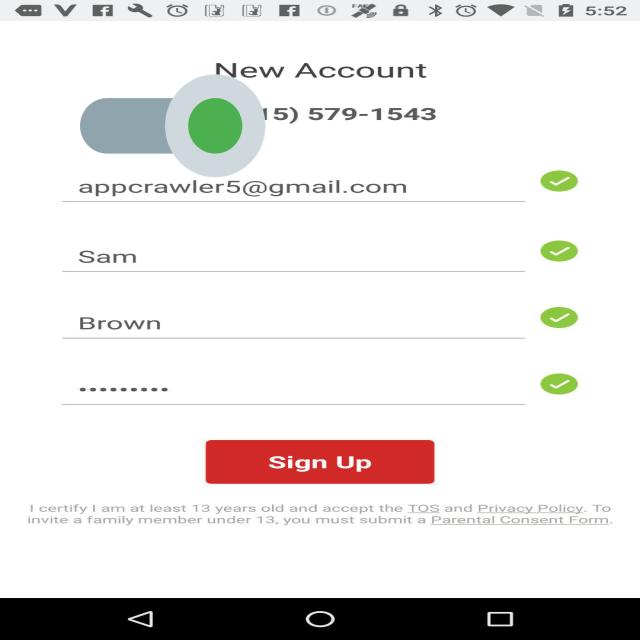 5:52
New Account
15) 579-1543
appcrawler5@gmail.com
Sam
Brown
•••••••••
Sign Up
I certify I am at least 13 years old and accept the TOS and Privacy Policy. To
invite a family member under 13, you must submit a Parental Consent Form.